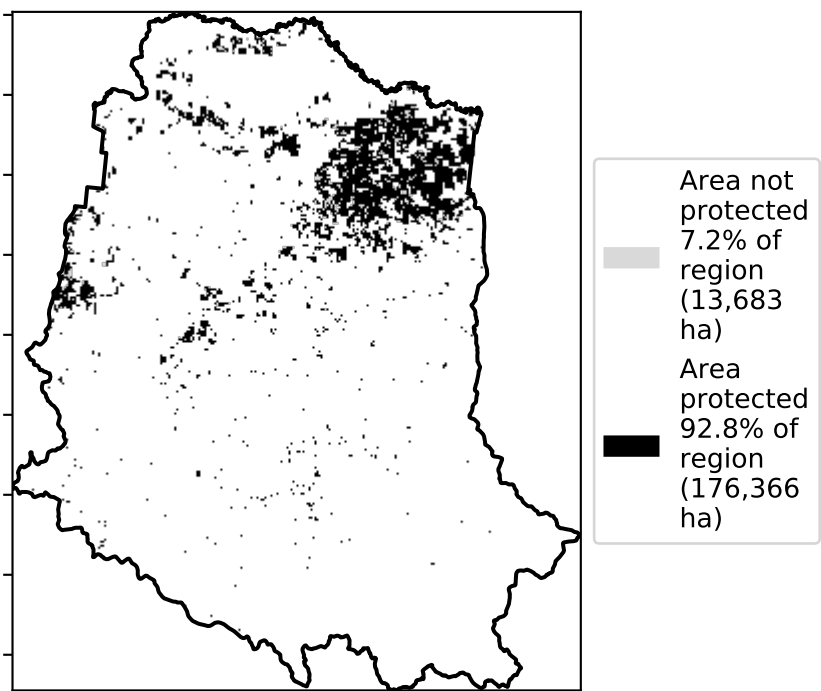 Area not
protected
7.2% of
region
(13,683
ha)
Area
protected
92.8% of
region
(176,366
ha)